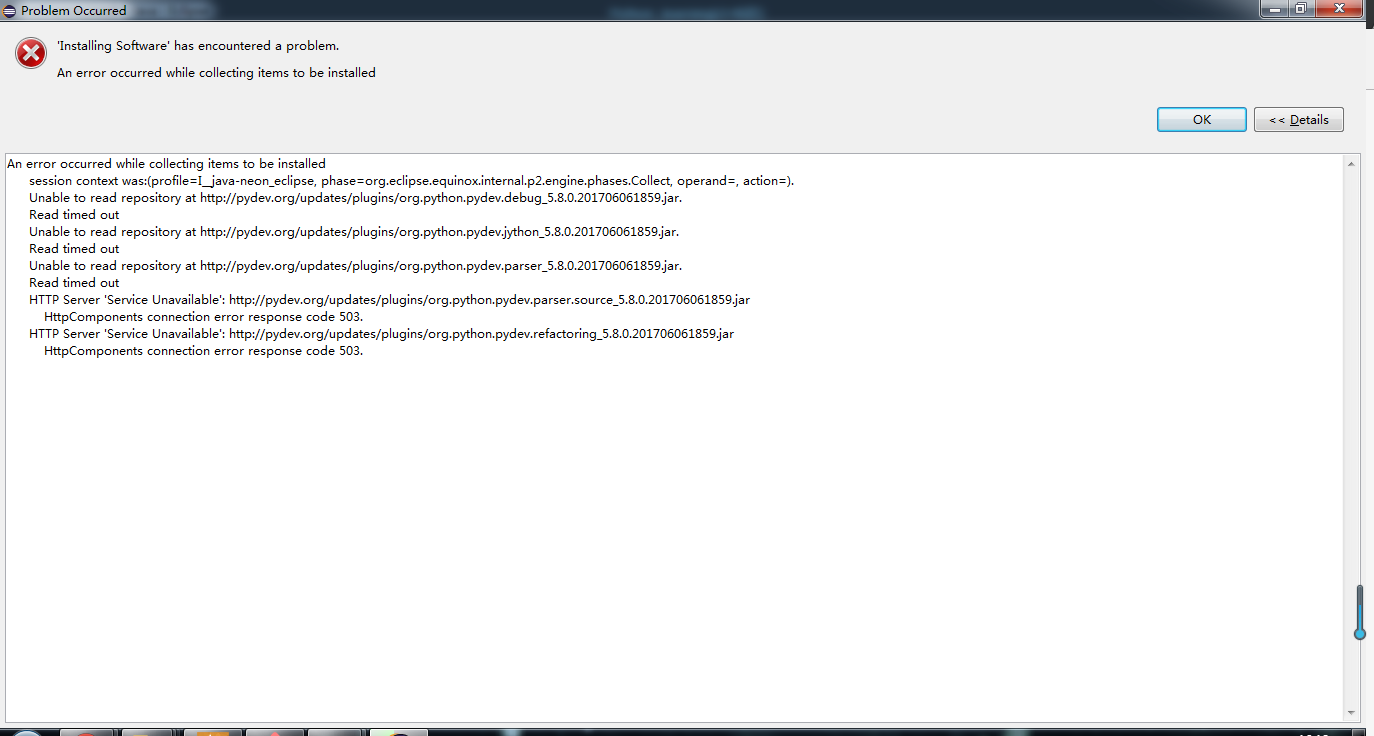 Problem Occurred
'Installing Software' has encountered a problem.
An error occurred while collecting items to be installed
OK
<< Details
An error occurred while collecting items to be installed
session context was:(profile=I__java-neon_eclipse, phase=org.eclipse.equinox.internal.p2.engine.phases.Collect, operand=, action=).
Unable to read repository at http://pydev.org/updates/plugins/org.python.pydev.debug_5.8.0.201706061859.jar.
Read timed out
Unable to read repository at http://pydev.org/updates/plugins/org.python.pydev.jython_5.8.0.201706061859.jar.
Read timed out
Unable to read repository at http://pydev.org/updates/plugins/org.python.pydev.parser_5.8.0.201706061859.jar.
Read timed out
HTTP Server 'Service Unavailable': http://pydev.org/updates/plugins/org.python.pydev.parser.source_5.8.0.201706061859.jar
HttpComponents connection error response code 503.
HTTP Server 'Service Unavailable': http://pydev.org/updates/plugins/org.python.pydev.refactoring_5.8.0.201706061859.jar
HttpComponents connection error response code 503.